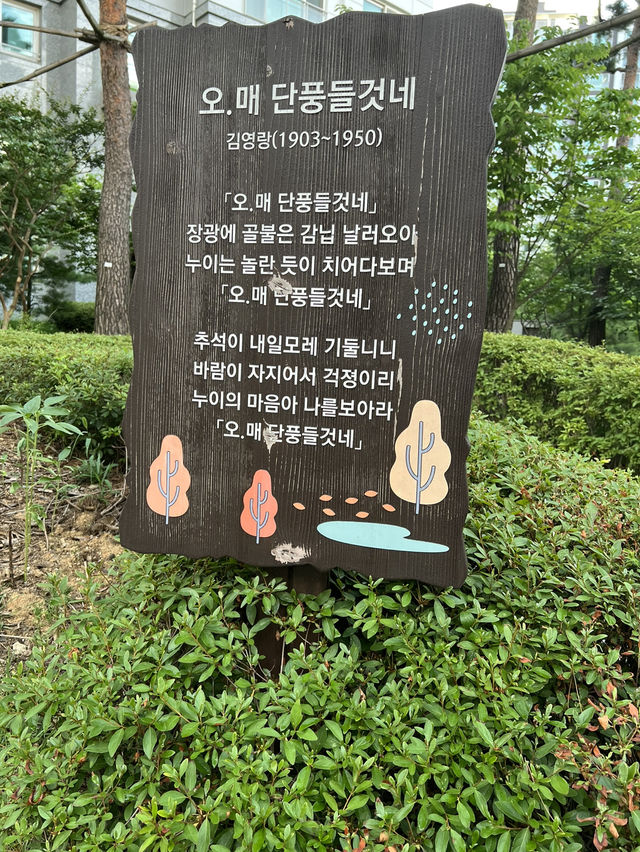 오.매 단풍들것네
김영랑(1903~1950)
「오.매 단풍들것네」
장광에 골불은 감닙 날러오아
누이는 놀란 듯이 치어다보며
「오.매 단풍들것네」
추석이 내일모레 기둘니니
바람이 자지어서 걱졍이리
누이의 마음아 나를보아라
「오.매 단풍들것네」